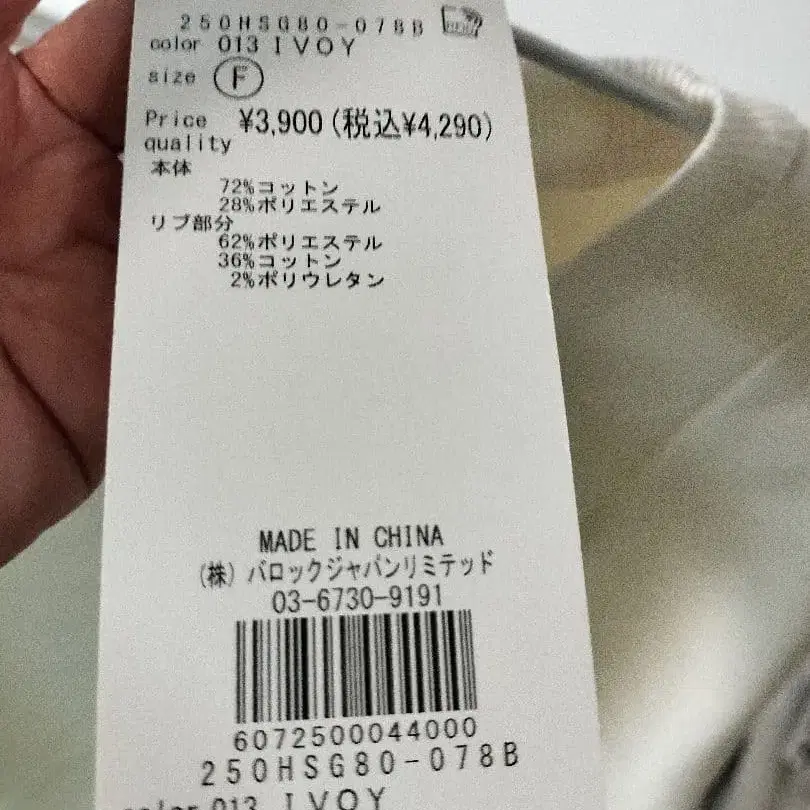 250HSG80-078B
color 013 IVOY
size F
Price ¥3,900(税込¥4,290)
quality
本体
72%コットン
28%ポリエステル
リブ部分
62%ポリエステル
36%コットン
2%ポリウレタン
MADE IN CHINA
(株) バロックジャパンリミテッド
03-6730-9191
6072500044000
250HSG80-078B
color 013 IVOY